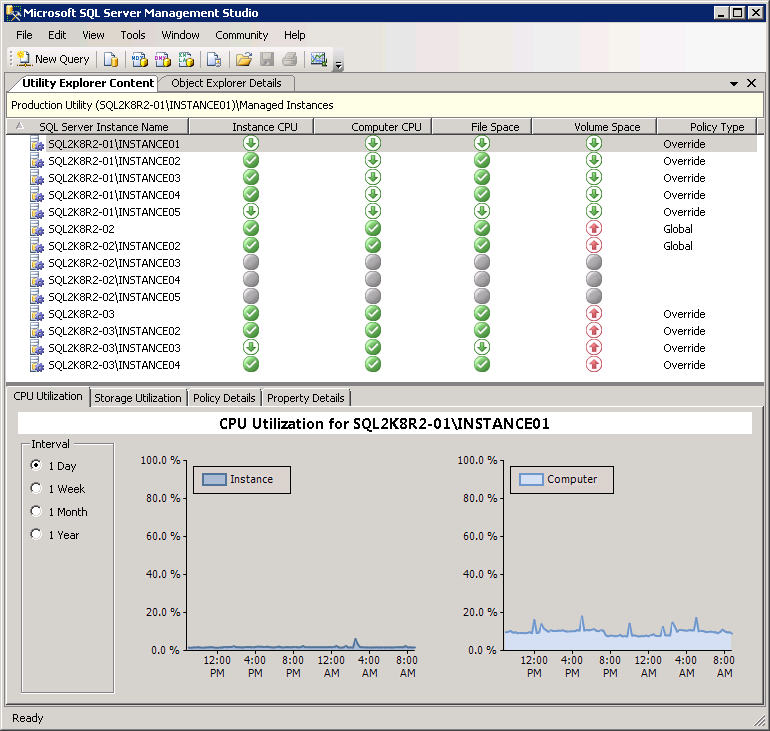 Microsoft SQL Server Management Studio
File Edit View Tools Window Community Help
New Query
Utility Explorer Content Object Explorer Details
Production Utility (SQL2K8R2-01\INSTANCE01)\Managed Instances
SQL Server Instance Name Instance CPU Computer CPU File Space Volume Space Policy Type
SQL2K8R2-01\INSTANCE01 Override
SQL2K8R2-01\INSTANCE02 Override
SQL2K8R2-01\INSTANCE03 Override
SQL2K8R2-01\INSTANCE04 Override
SQL2K8R2-01\INSTANCE05 Override
SQL2K8R2-02 Global
SQL2K8R2-02\INSTANCE02 Global
SQL2K8R2-02\INSTANCE03
SQL2K8R2-02\INSTANCE04
SQL2K8R2-02\INSTANCE05
SQL2K8R2-03 Override
SQL2K8R2-03\INSTANCE02 Override
SQL2K8R2-03\INSTANCE03 Override
SQL2K8R2-03\INSTANCE04 Override
CPU Utilization Storage Utilization Policy Details Property Details
CPU Utilization for SQL2K8R2-01\INSTANCE01
Interval
1 Day
1 Week
1 Month
1 Year
100.0 %
80.0 %
60.0 %
40.0 %
20.0 %
0.0 %
Instance
12:00 4:00 8:00 12:00 4:00 8:00
PM PM PM AM AM AM
100.0 %
80.0 %
60.0 %
40.0 %
20.0 %
0.0 %
Computer
12:00 4:00 8:00 12:00 4:00 8:00
PM PM PM AM AM AM
Ready